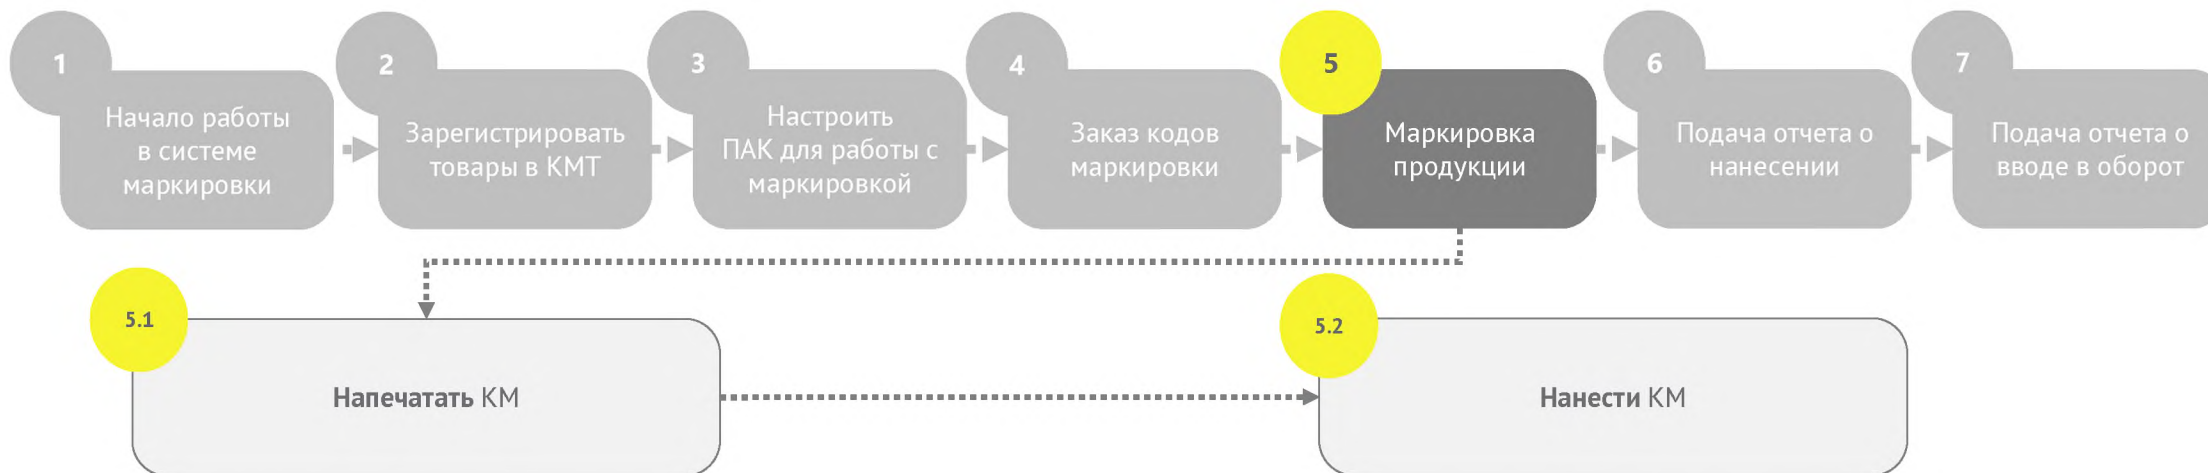 1
Начало работы
в системе
маркировки
2
Зарегистрировать
товары в КМТ
3
Настроить
ПАК для работы с
маркировкой
4
Заказ кодов
маркировки
5
Маркировка
продукции
6
Подача отчета о
нанесении
7
Подача отчета о
вводе в оборот
5.1
Напечатать КМ
5.2
Нанести КМ